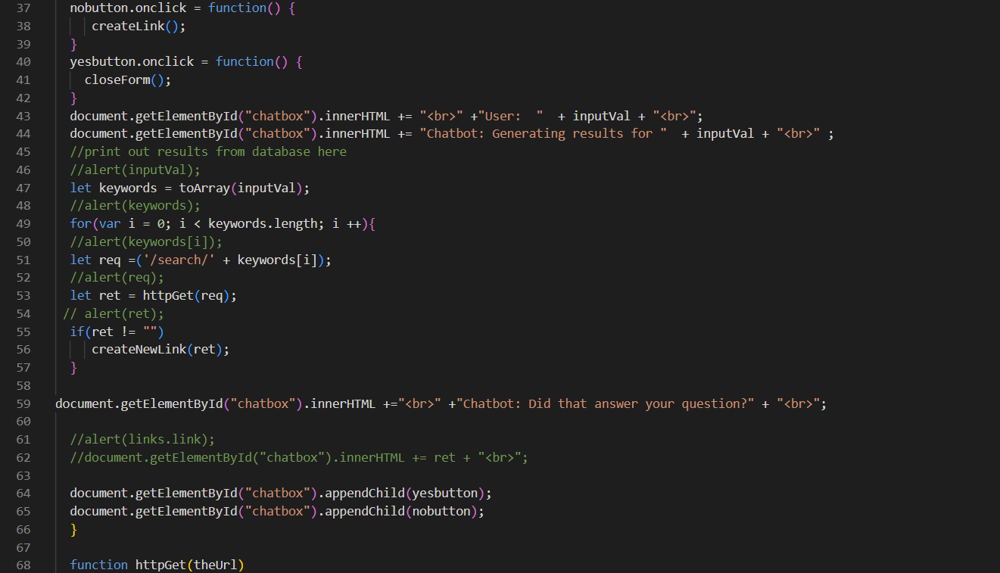 37 nobutton.onclick = function() {
38 createLink();
39 }
40 yesbutton.onclick = function() {
41 closeForm();
42 }
43 document.getElementById("chatbox").innerHTML += "<br>" +"User:  "  + inputVal + "<br>";
44 document.getElementById("chatbox").innerHTML += "Chatbot: Generating results for "  + inputVal + "<br>" ;
45 //print out results from database here
46 //alert(inputVal);
47 let keywords = toArray(inputVal);
48 //alert(keywords);
49 for(var i = 0; i < keywords.length; i ++){
50 //alert(keywords[i]);
51 let req =('/search/' + keywords[i]);
52 //alert(req);
53 let ret = httpGet(req);
54 // alert(ret);
55 if(ret != "")
56 createNewLink(ret);
57 }
58
59 document.getElementById("chatbox").innerHTML +="<br>" +"Chatbot: Did that answer your question?" + "<br>";
60
61 //alert(links.link);
62 //document.getElementById("chatbox").innerHTML += ret + "<br>";
63
64 document.getElementById("chatbox").appendChild(yesbutton);
65 document.getElementById("chatbox").appendChild(nobutton);
66 }
67
68 function httpGet(theUrl)